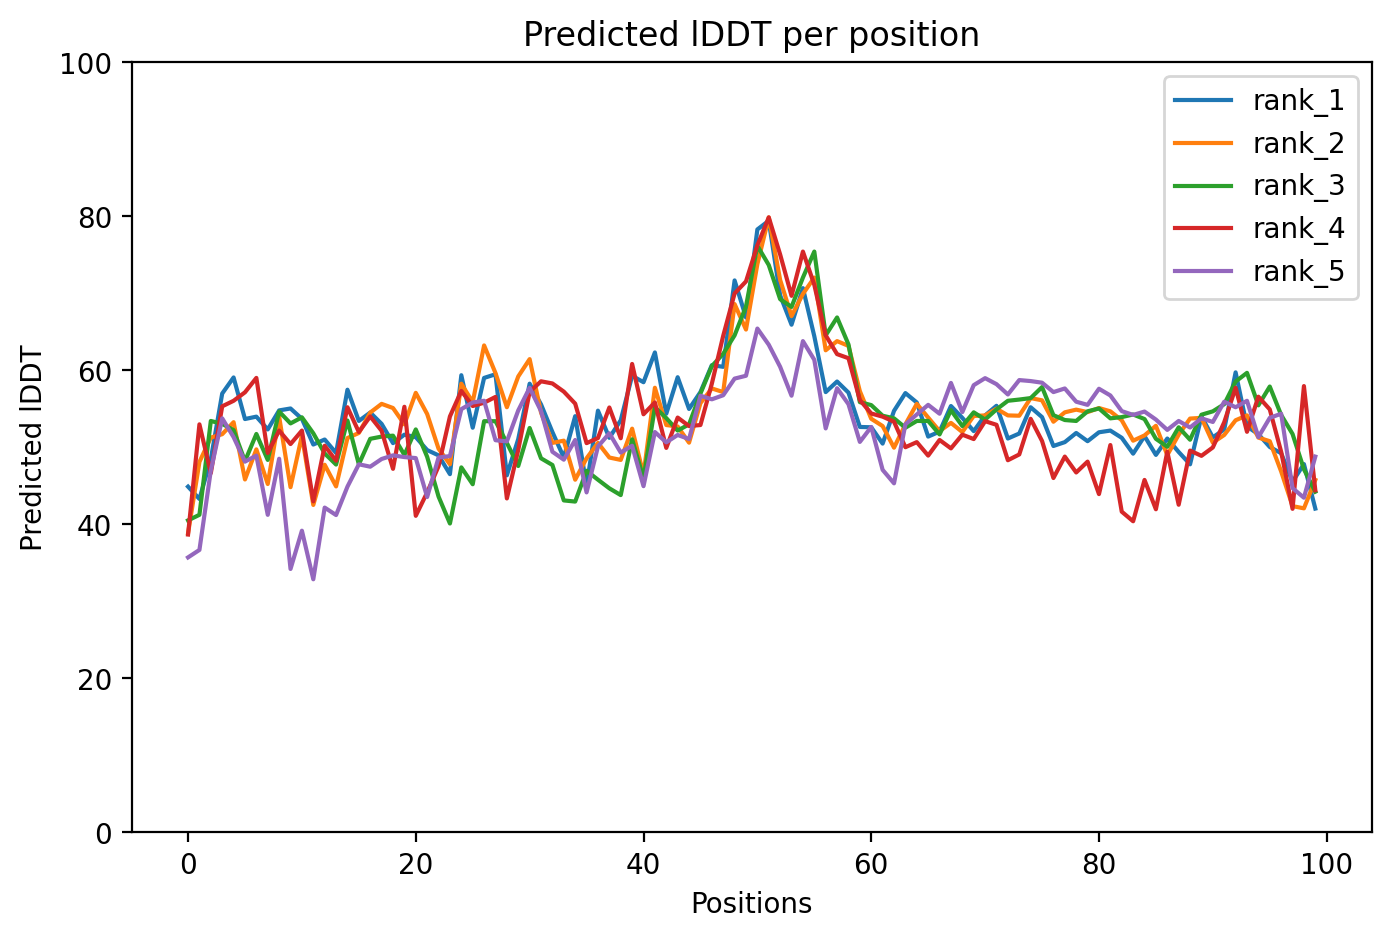 Predicted lDDT per position
100
80
60
40
20
0
Predicted lDDT
0 20 40 60 80 100
Positions
rank_1
rank_2
rank_3
rank_4
rank_5